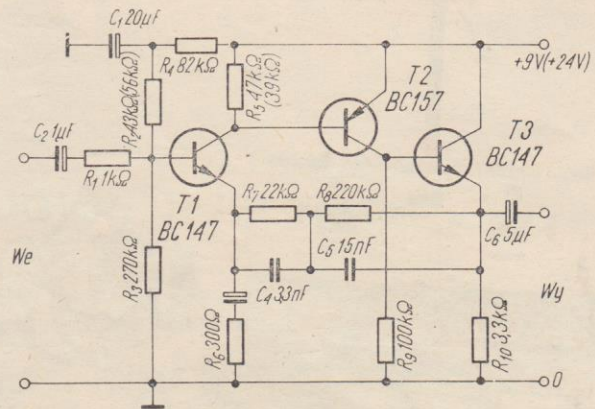 C₁ 20μF
R₄ 82kΩ
+9V(+24V)
R₂ 43kΩ(56kΩ)
R₅ 47kΩ
(39kΩ)
T2
BC157
T3
BC147
C₂ 1μF
R₁ 1kΩ
T1
BC147
R₇ 22kΩ
R₈ 220kΩ
C₆ 5μF
We
R₃ 270kΩ
C₄ 33nF
C₅ 15nF
Wy
R₆ 300Ω
R₉ 100kΩ
R₁₀ 3,3kΩ
0